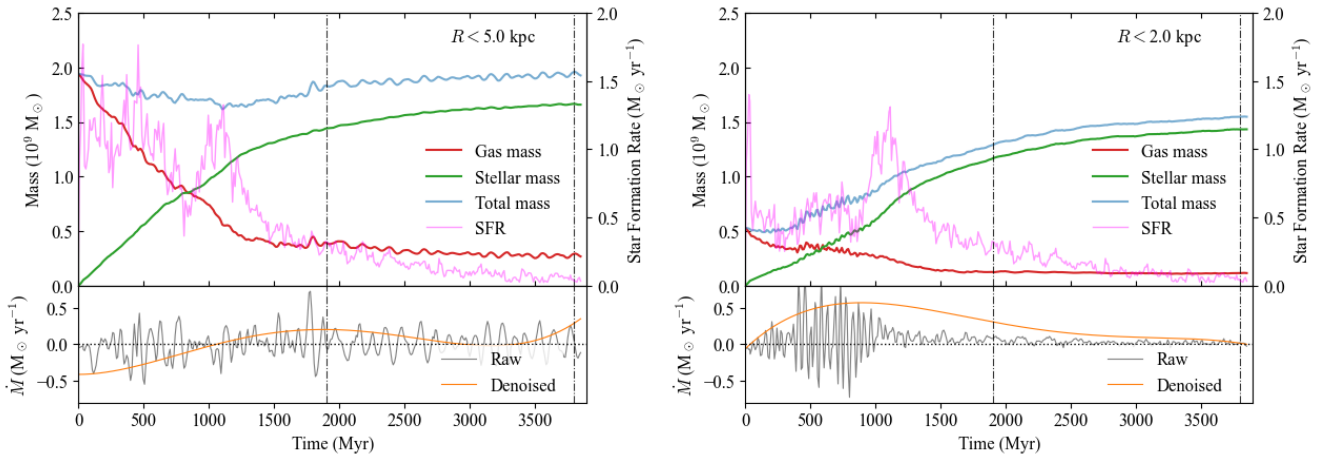 R < 5.0 kpc
Mass (10⁹ M☉)
2.5
2.0
1.5
1.0
0.5
0.0
Gas mass
Stellar mass
Total mass
SFR
2.0
1.5
1.0
0.5
0.0
Star Formation Rate (M☉ yr⁻¹)
Ṁ (M☉ yr⁻¹)
0.5
0.0
−0.5
Raw
Denoised
0 500 1000 1500 2000 2500 3000 3500
Time (Myr)
R < 2.0 kpc
Mass (10⁹ M☉)
2.5
2.0
1.5
1.0
0.5
0.0
Gas mass
Stellar mass
Total mass
SFR
2.0
1.5
1.0
0.5
0.0
Star Formation Rate (M☉ yr⁻¹)
Ṁ (M☉ yr⁻¹)
0.5
0.0
−0.5
Raw
Denoised
0 500 1000 1500 2000 2500 3000 3500
Time (Myr)